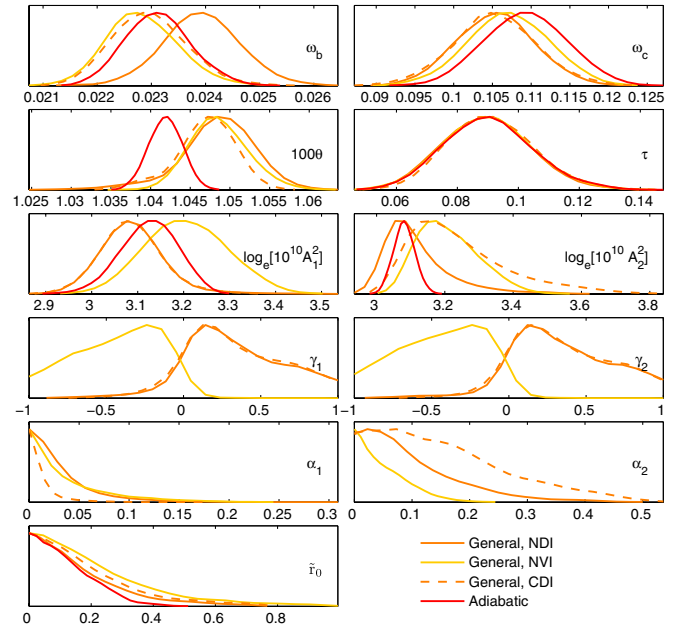 ω_b
0.021 0.022 0.023 0.024 0.025 0.026
ω_c
0.09 0.095 0.1 0.105 0.11 0.115 0.12 0.125
100θ
1.025 1.03 1.035 1.04 1.045 1.05 1.055 1.06
τ
0.06 0.08 0.1 0.12 0.14
log_e[10^10 A_1^2]
2.9 3 3.1 3.2 3.3 3.4 3.5
log_e[10^10 A_2^2]
3 3.2 3.4 3.6 3.8
γ_1
−1 −0.5 0 0.5 1
γ_2
−1 −0.5 0 0.5 1
α_1
0 0.05 0.1 0.15 0.2 0.25 0.3
α_2
0 0.1 0.2 0.3 0.4 0.5
r̃_0
0 0.2 0.4 0.6 0.8
General, NDI
General, NVI
General, CDI
Adiabatic